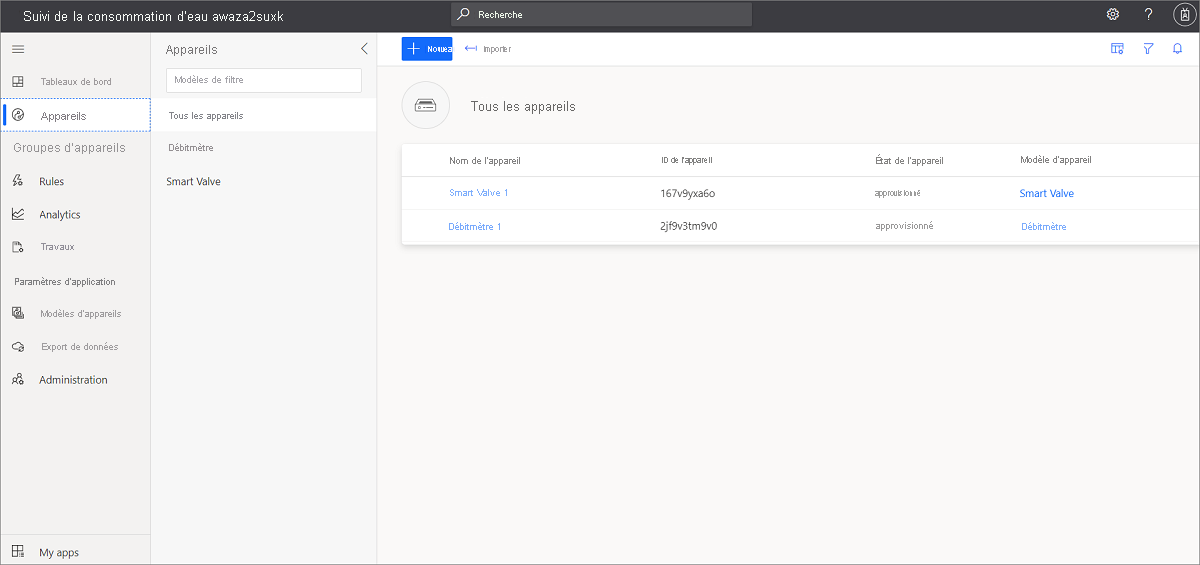 Suivi de la consommation d'eau awaza2suxk
Recherche
?
Tableaux de bord
Appareils
Groupes d'appareils
Rules
Analytics
Travaux
Paramètres d'application
Modèles d'appareils
Export de données
Administration
My apps
Appareils
Modèles de filtre
Tous les appareils
Débitmètre
Smart Valve
Nouveau Importer
Tous les appareils
Nom de l'appareil ID de l'appareil État de l'appareil Modèle d'appareil
Smart Valve 1 167v9yxa6o approvisionné Smart Valve
Débitmètre 1 2jf9v3tm9v0 approvisionné Débitmètre